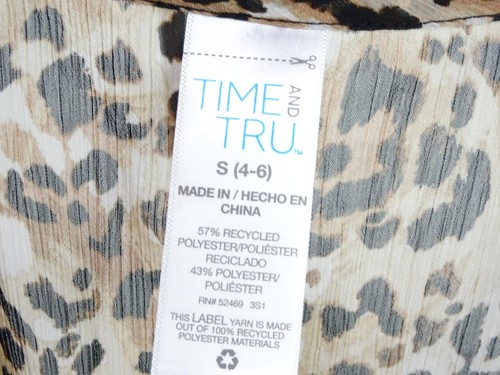 TIME AND
TRU™
S (4-6)
MADE IN / HECHO EN
CHINA
57% RECYCLED
POLYESTER/POLIÉSTER
RECICLADO
43% POLYESTER/
POLIÉSTER
RN# 52469 3S1
THIS LABEL YARN IS MADE
OUT OF 100% RECYCLED
POLYESTER MATERIALS